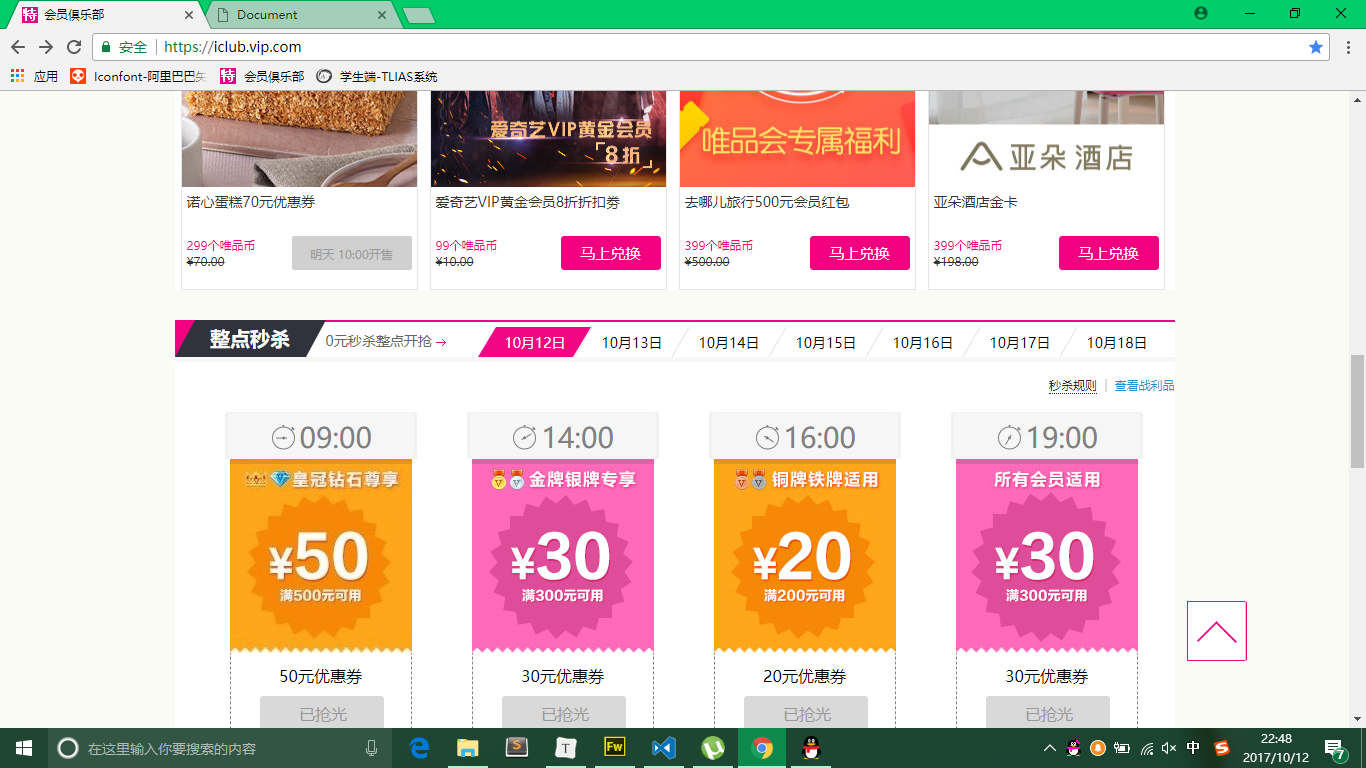 会员俱乐部
Document
安全
https://iclub.vip.com
应用
Iconfont-阿里巴巴矢
会员俱乐部
学生端-TLIAS系统
爱奇艺VIP黄金会员
8折
唯品会专属福利
亚朵 酒店
诺心蛋糕70元优惠券
爱奇艺VIP黄金会员8折折扣劵
去哪儿旅行500元会员红包
亚朵酒店金卡
299个唯品币
¥70.00
明天 10:00开售
99个唯品币
¥10.00
马上兑换
399个唯品币
¥500.00
马上兑换
399个唯品币
¥198.00
马上兑换
整点秒杀
0元秒杀整点开抢→
10月12日
10月13日
10月14日
10月15日
10月16日
10月17日
10月18日
秒杀规则
查看战利品
09:00
14:00
16:00
19:00
皇冠钻石尊享
¥50
满500元可用
50元优惠券
已抢光
金牌银牌专享
¥30
满300元可用
30元优惠券
已抢光
铜牌铁牌适用
¥20
满200元可用
20元优惠券
已抢光
所有会员适用
¥30
满300元可用
30元优惠券
已抢光
在这里输入你要搜索的内容
中
22:48
2017/10/12
7